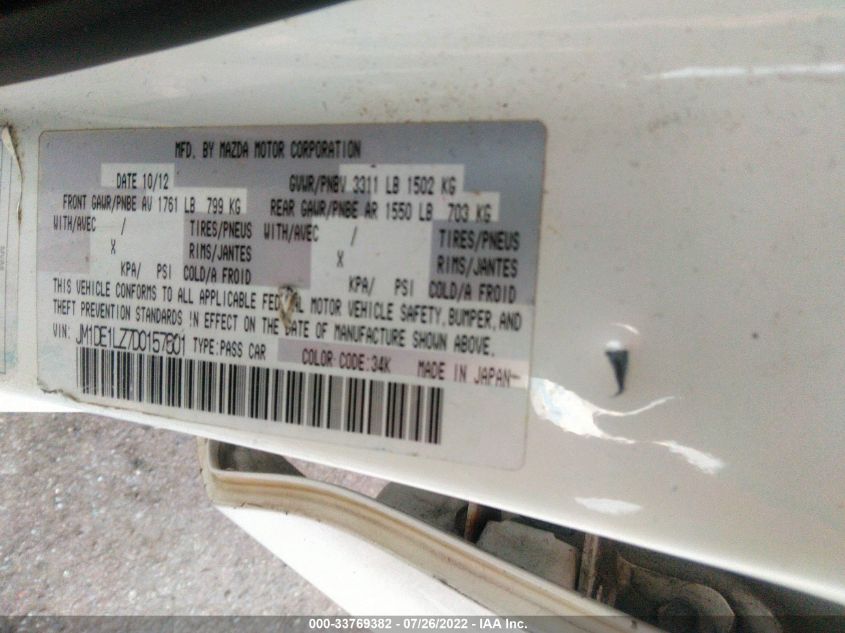 MFD. BY MAZDA MOTOR CORPORATION
DATE 10/12 GVWR/PNBV 3311 LB 1502 KG
FRONT GAWR/PNBE AV 1761 LB 799 KG REAR GAWR/PNBE AR 1550 LB 703 KG
WITH/AVEC / TIRES/PNEUS WITH/AVEC / TIRES/PNEUS
X RIMS/JANTES X RIMS/JANTES
KPA/ PSI COLD/A FROID KPA/ PSI COLD/A FROID
THIS VEHICLE CONFORMS TO ALL APPLICABLE FEDERAL MOTOR VEHICLE SAFETY, BUMPER, AND
THEFT PREVENTION STANDARDS IN EFFECT ON THE DATE OF MANUFACTURE SHOWN ABOVE.
VIN: JM1DE1LZ7D0157601 TYPE:PASS CAR COLOR CODE:34K MADE IN JAPAN
000-33769382 - 07/26/2022 - IAA Inc.